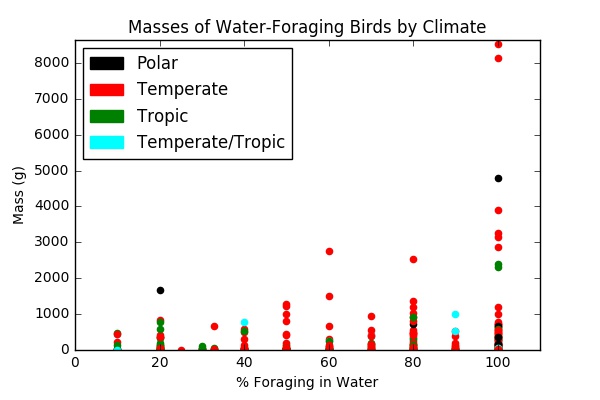 Masses of Water-Foraging Birds by Climate
Polar
Temperate
Tropic
Temperate/Tropic
8000
7000
6000
5000
4000
3000
2000
1000
0
Mass (g)
0 20 40 60 80 100
% Foraging in Water